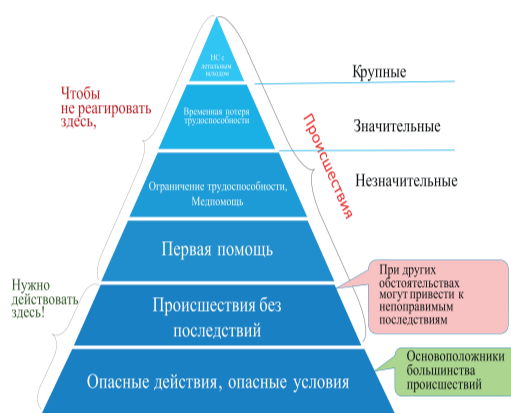 НС с
летальным
исходом
Крупные
Чтобы
не реагировать
здесь,
Временная потеря
трудоспособности
Происшествия
Значительные
Ограничение трудоспособности,
Медпомощь
Незначительные
Первая помощь
Нужно
действовать
здесь!
Происшествия без
последствий
При других
обстоятельствах
могут привести к
непоправимым
последствиям
Опасные действия, опасные условия
Основоположники
большинства
происшествий